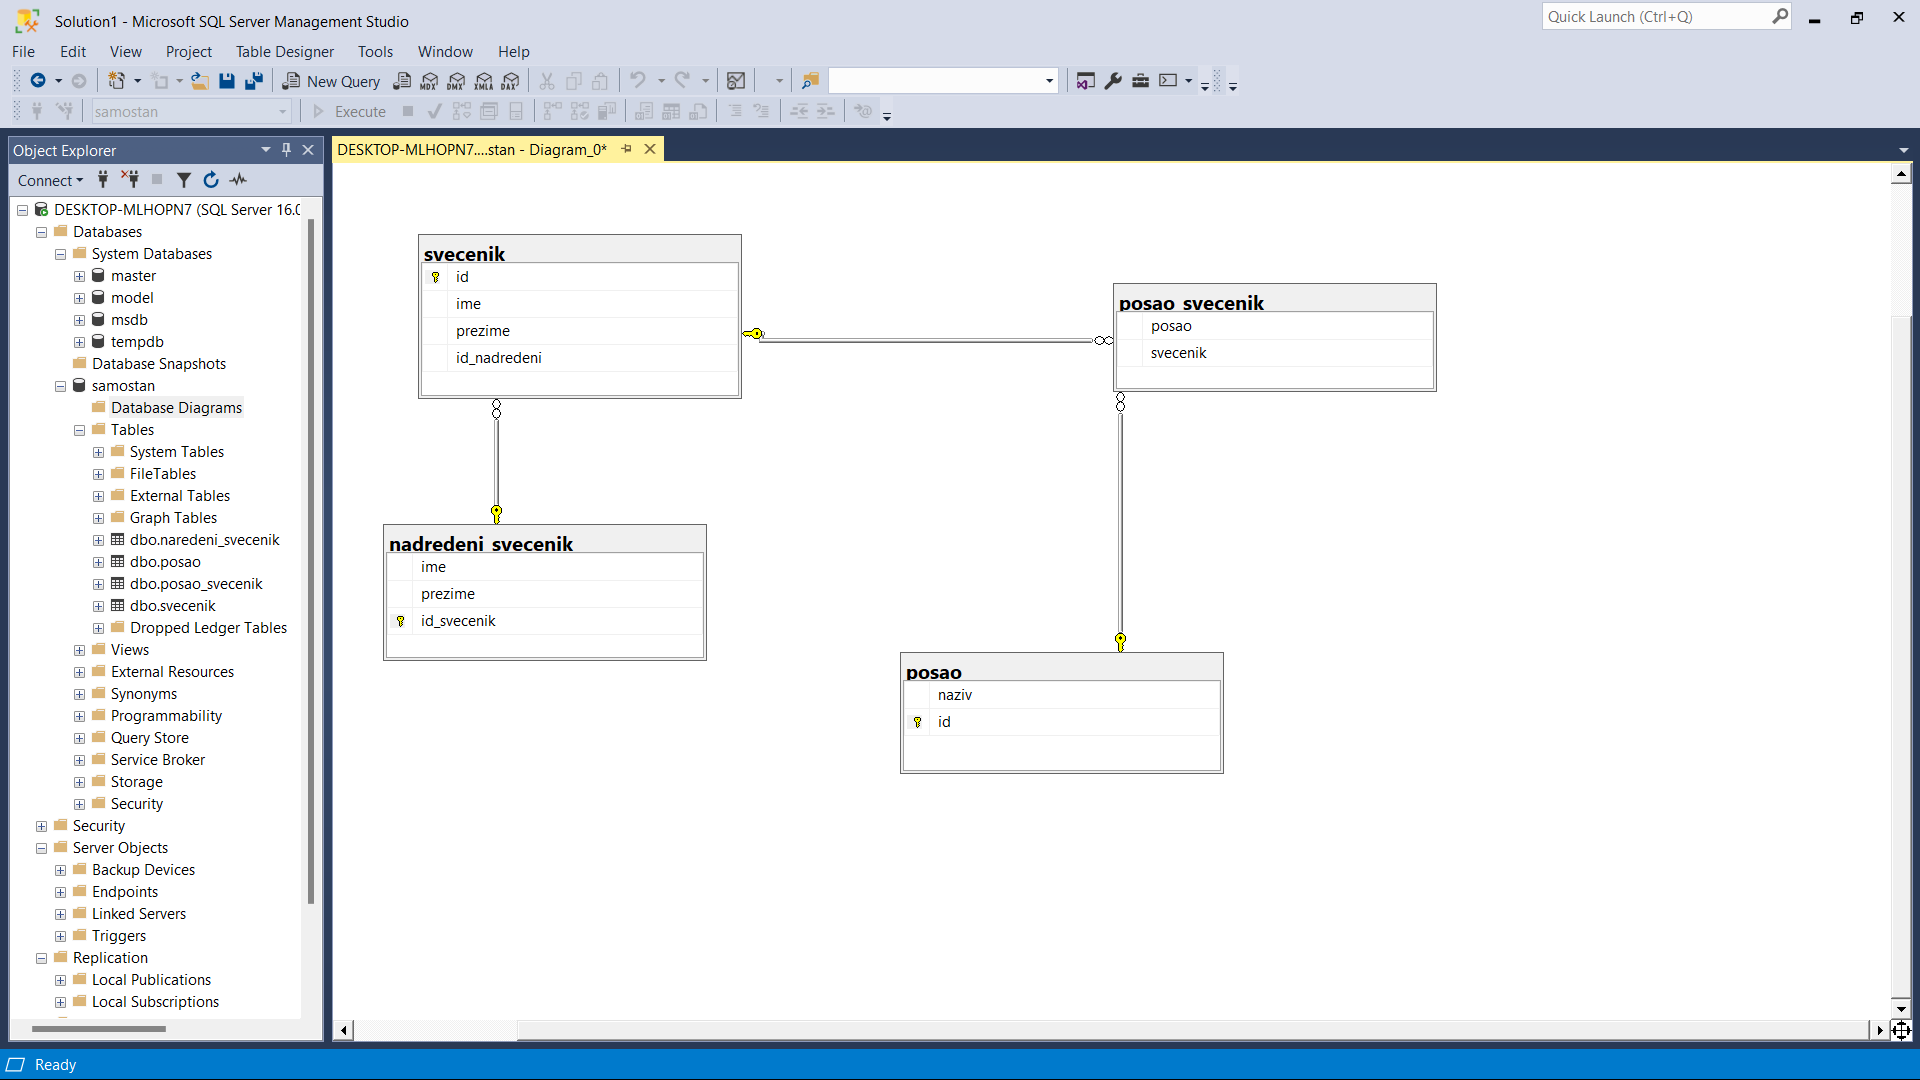 Solution1 - Microsoft SQL Server Management Studio
Quick Launch (Ctrl+Q)
File Edit View Project Table Designer Tools Window Help
New Query MDX DMX XMLA DAX
samostan Execute
Object Explorer
DESKTOP-MLHOPN7....stan - Diagram_0*
Connect
DESKTOP-MLHOPN7 (SQL Server 16.0
Databases
System Databases
master
model
msdb
tempdb
Database Snapshots
samostan
Database Diagrams
Tables
System Tables
FileTables
External Tables
Graph Tables
dbo.naredeni_svecenik
dbo.posao
dbo.posao_svecenik
dbo.svecenik
Dropped Ledger Tables
Views
External Resources
Synonyms
Programmability
Query Store
Service Broker
Storage
Security
Security
Server Objects
Backup Devices
Endpoints
Linked Servers
Triggers
Replication
Local Publications
Local Subscriptions
svecenik
id
ime
prezime
id_nadredeni
posao_svecenik
posao
svecenik
nadredeni_svecenik
ime
prezime
id_svecenik
posao
naziv
id
Ready